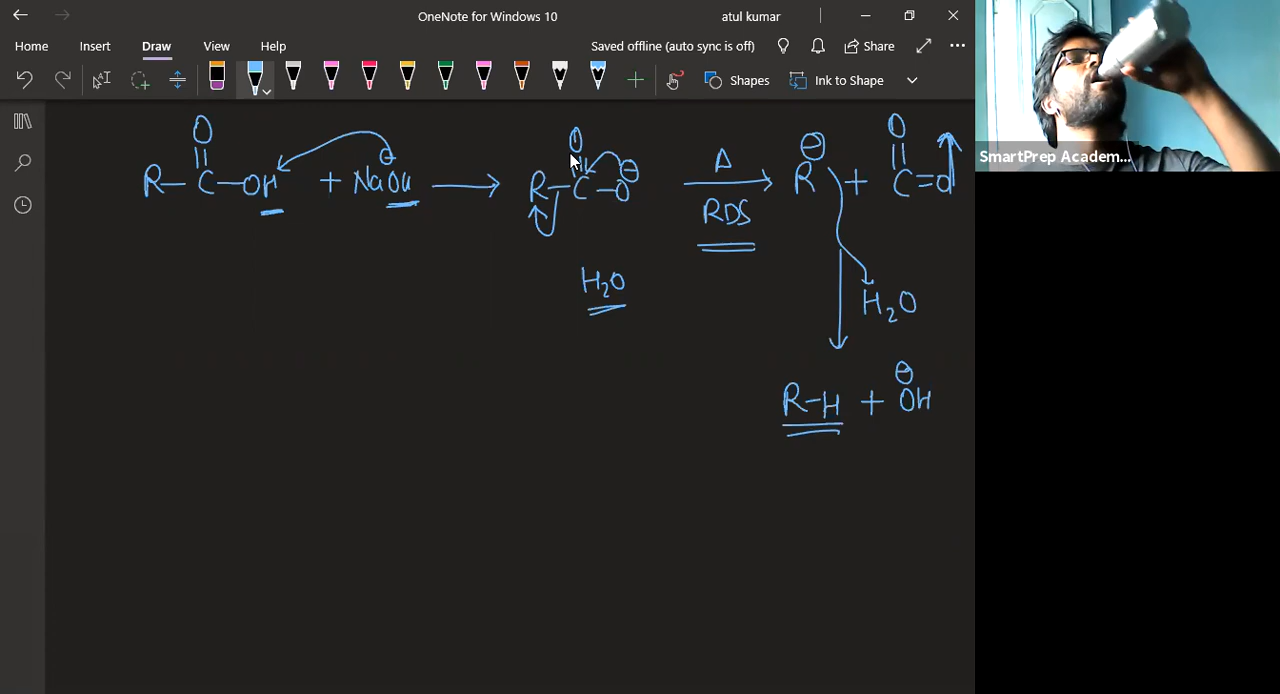 OneNote for Windows 10
atul kumar
Home Insert Draw View Help
Saved offline (auto sync is off)
Share
Shapes
Ink to Shape
SmartPrep Academ...
O O ⊖ O
|| ⊖ || ⊖ Δ ||
R–C–OH + NaOH ⟶ R–C–O ⟶ R + C=O ↑
RDS
H₂O
H₂O
⊖
R–H + OH